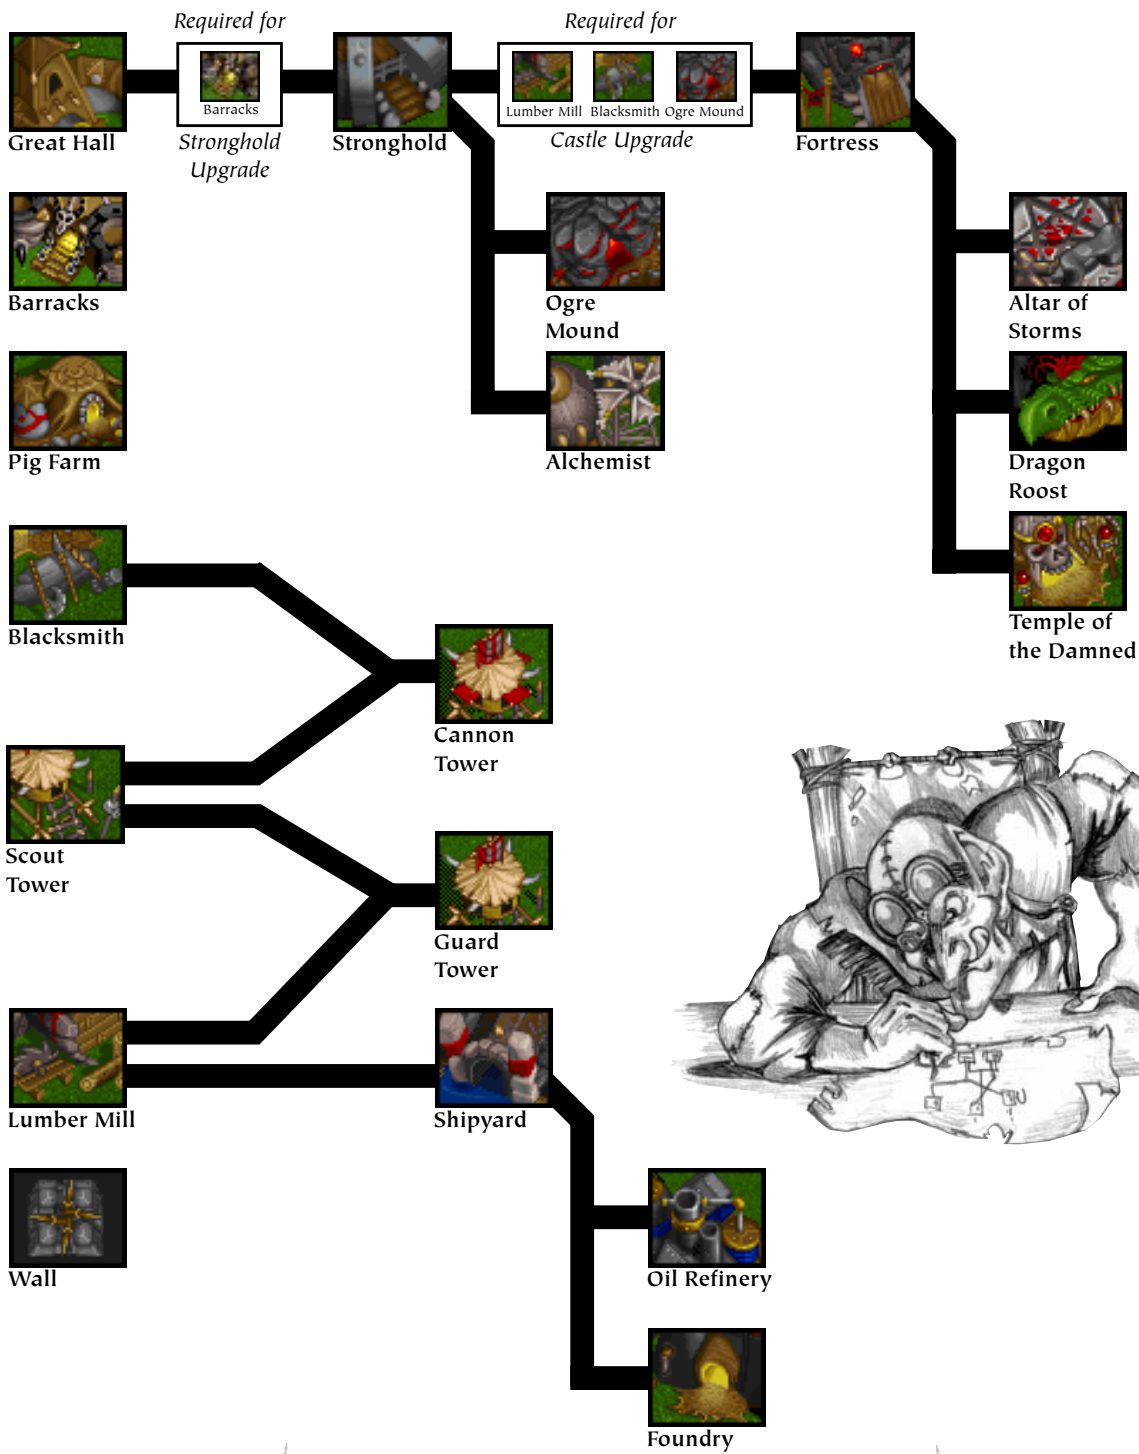 Required for
Required for
Barracks
Lumber Mill Blacksmith Ogre Mound
Great Hall
Stronghold
Upgrade
Stronghold
Castle Upgrade
Fortress
Barracks
Ogre
Mound
Altar of
Storms
Pig Farm
Alchemist
Dragon
Roost
Blacksmith
Temple of
the Damned
Cannon
Tower
Scout
Tower
Guard
Tower
Lumber Mill
Shipyard
Wall
Oil Refinery
Foundry